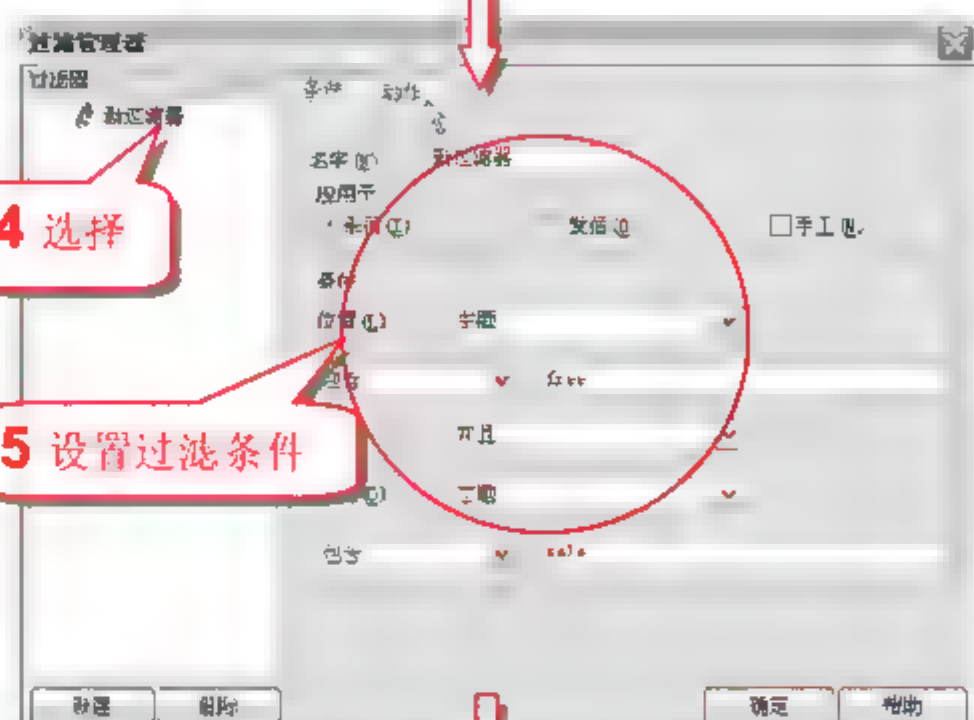 过滤管理器
过滤器
条件 动作
新过滤器
名字(N) 新过滤器
应用于
来信(I) 发信(O) 手工(M)
4 选择
条件
位置(L) 主题
包含 free
5 设置过滤条件
并且
主题
包含 sale
新建 删除 确定 帮助